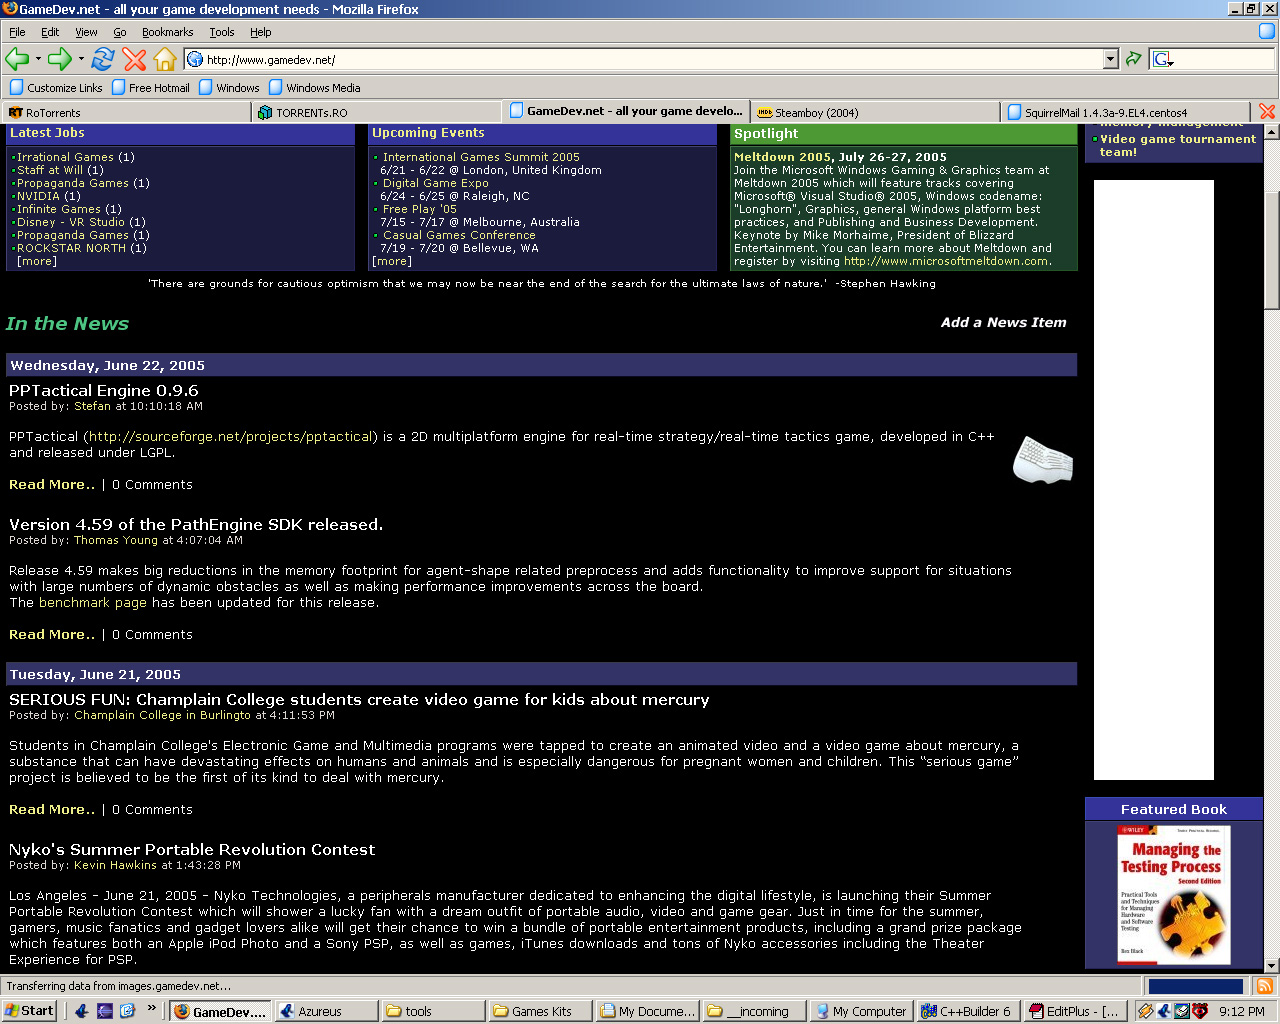 GameDev.net - all your game development needs - Mozilla Firefox
File Edit View Go Bookmarks Tools Help
http://www.gamedev.net/
G
Customize Links Free Hotmail Windows Windows Media
RoTorrents TORRENTs.RO GameDev.net - all your game develo... IMDb Steamboy (2004) SquirrelMail 1.4.3a-9.EL4.centos4
Latest Jobs
Irrational Games (1)
Staff at Will (1)
Propaganda Games (1)
NVIDIA (1)
Infinite Games (1)
Disney - VR Studio (1)
Propaganda Games (1)
ROCKSTAR NORTH (1)
[more]
Upcoming Events
International Games Summit 2005
6/21 - 6/22 @ London, United Kingdom
Digital Game Expo
6/24 - 6/25 @ Raleigh, NC
Free Play '05
7/15 - 7/17 @ Melbourne, Australia
Casual Games Conference
7/19 - 7/20 @ Bellevue, WA
[more]
Spotlight
Meltdown 2005, July 26-27, 2005
Join the Microsoft Windows Gaming & Graphics team at
Meltdown 2005 which will feature tracks covering
Microsoft® Visual Studio® 2005, Windows codename:
"Longhorn", Graphics, general Windows platform best
practices, and Publishing and Business Development.
Keynote by Mike Morhaime, President of Blizzard
Entertainment. You can learn more about Meltdown and
register by visiting http://www.microsoftmeltdown.com.
memory management
Video game tournament
team!
'There are grounds for cautious optimism that we may now be near the end of the search for the ultimate laws of nature.' -Stephen Hawking
In the News
Add a News Item
Wednesday, June 22, 2005
PPTactical Engine 0.9.6
Posted by: Stefan at 10:10:18 AM
PPTactical (http://sourceforge.net/projects/pptactical) is a 2D multiplatform engine for real-time strategy/real-time tactics game, developed in C++
and released under LGPL.
Read More.. | 0 Comments
Version 4.59 of the PathEngine SDK released.
Posted by: Thomas Young at 4:07:04 AM
Release 4.59 makes big reductions in the memory footprint for agent-shape related preprocess and adds functionality to improve support for situations
with large numbers of dynamic obstacles as well as making performance improvements across the board.
The benchmark page has been updated for this release.
Read More.. | 0 Comments
Tuesday, June 21, 2005
SERIOUS FUN: Champlain College students create video game for kids about mercury
Posted by: Champlain College in Burlingto at 4:11:53 PM
Students in Champlain College's Electronic Game and Multimedia programs were tapped to create an animated video and a video game about mercury, a
substance that can have devastating effects on humans and animals and is especially dangerous for pregnant women and children. This “serious game”
project is believed to be the first of its kind to deal with mercury.
Read More.. | 0 Comments
Nyko's Summer Portable Revolution Contest
Posted by: Kevin Hawkins at 1:43:28 PM
Los Angeles – June 21, 2005 – Nyko Technologies, a peripherals manufacturer dedicated to enhancing the digital lifestyle, is launching their Summer
Portable Revolution Contest which will shower a lucky fan with a dream outfit of portable audio, video and game gear. Just in time for the summer,
gamers, music fanatics and gadget lovers alike will get their chance to win a bundle of portable entertainment products, including a grand prize package
which features both an Apple iPod Photo and a Sony PSP, as well as games, iTunes downloads and tons of Nyko accessories including the Theater
Experience for PSP.
Featured Book
WILEY
Managing the
Testing Process
Second Edition
Practical Tools
and Techniques
for Managing
Hardware
and Software
Testing
Rex Black
Transferring data from images.gamedev.net...
Start » GameDev.... Azureus tools Games Kits My Docume... __incoming My Computer C++Builder 6 EditPlus - [... 9:12 PM